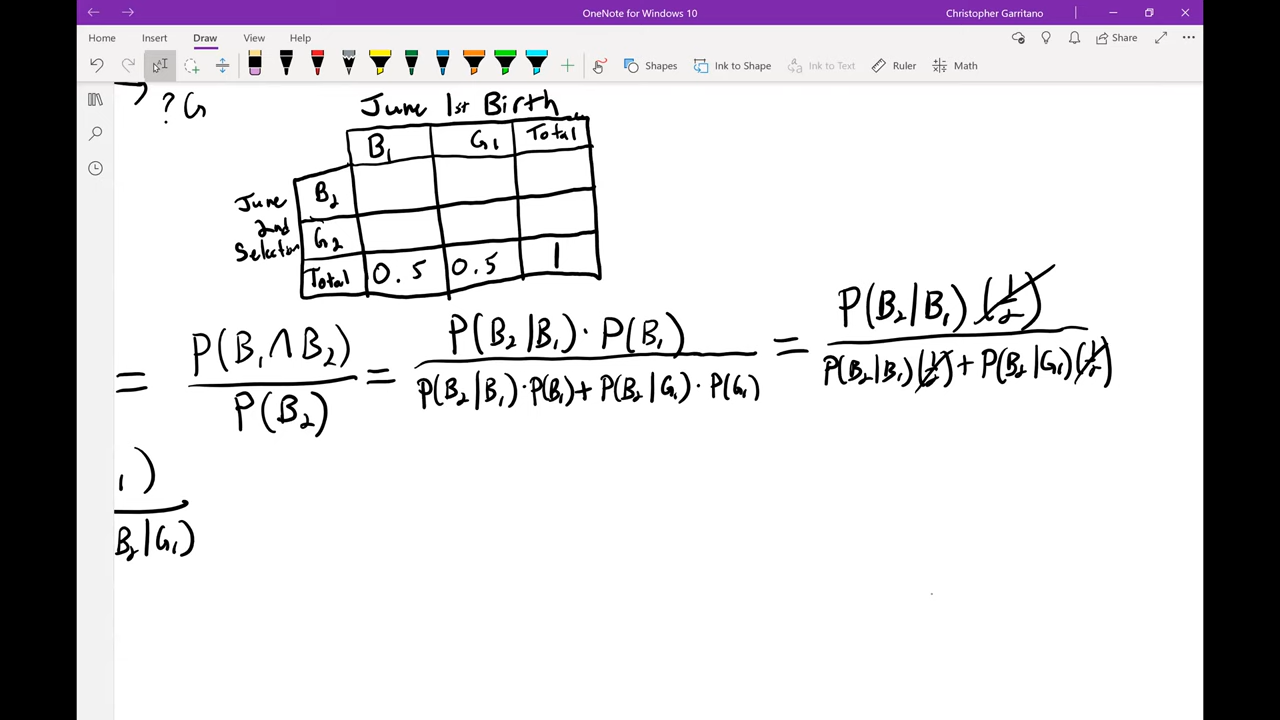 OneNote for Windows 10
Christopher Garritano
Home Insert Draw View Help
Share
Shapes Ink to Shape Ink to Text Ruler Math
? G
June 1st Birth
B₁ G₁ Total
June 2nd Selection
B₂
G₂
Total 0.5 0.5 1
= P(B₁ ∧ B₂) / P(B₂) = P(B₂|B₁) · P(B₁) / P(B₂|B₁) · P(B₁) + P(B₂|G₁) · P(G₁) = P(B₂|B₁) (1/2) / P(B₂|B₁) (1/2) + P(B₂|G₁) (1/2)
₁)
B₂|G₁)